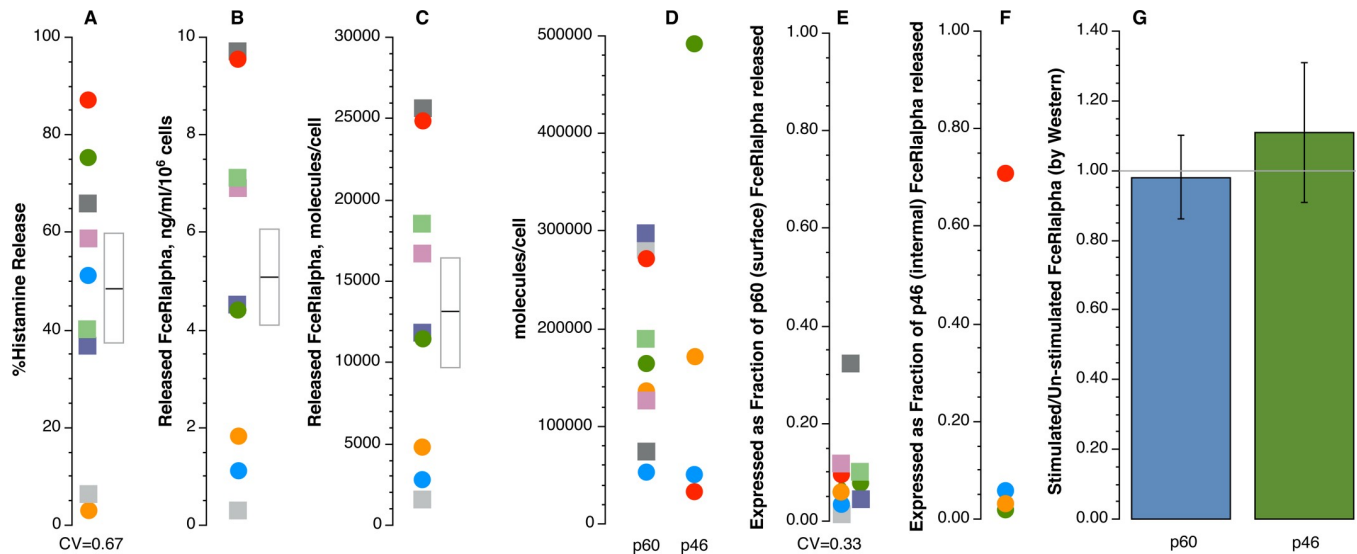 A
%Histamine Release
100
80
60
40
20
0
CV=0.67
B
Released FceRIalpha, ng/ml/10⁶ cells
10
8
6
4
2
0
C
Released FceRIalpha, molecules/cell
30000
25000
20000
15000
10000
5000
0
D
molecules/cell
500000
400000
300000
200000
100000
0
p60 p46
E
Expressed as Fraction of p60 (surface) FceRIalpha released
1.00
0.80
0.60
0.40
0.20
0.00
CV=0.33
F
Expressed as Fraction of p46 (internal) FceRIalpha released
1.00
0.80
0.60
0.40
0.20
0.00
G
Stimulated/Un-stimulated FceRIalpha (by Western)
1.40
1.20
1.00
0.80
0.60
0.40
0.20
0.00
p60 p46